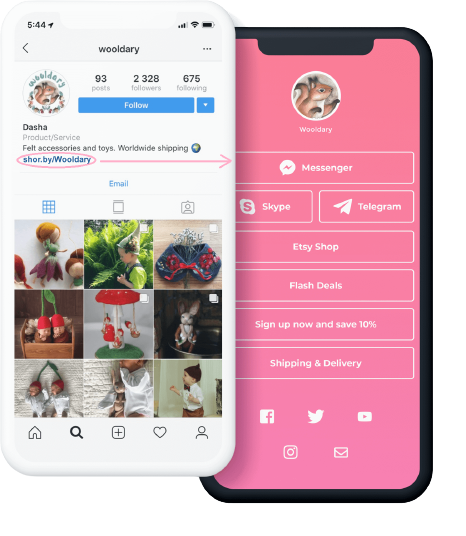 5:44
wooldary
93
2 328
675
posts
followers
following
Follow
Dasha
Product/Service
Felt accessories and toys. Worldwide shipping
shor.by/Wooldary
Email
Wooldary
Messenger
Skype
Telegram
Etsy Shop
Flash Deals
Sign up now and save 10%
Shipping & Delivery